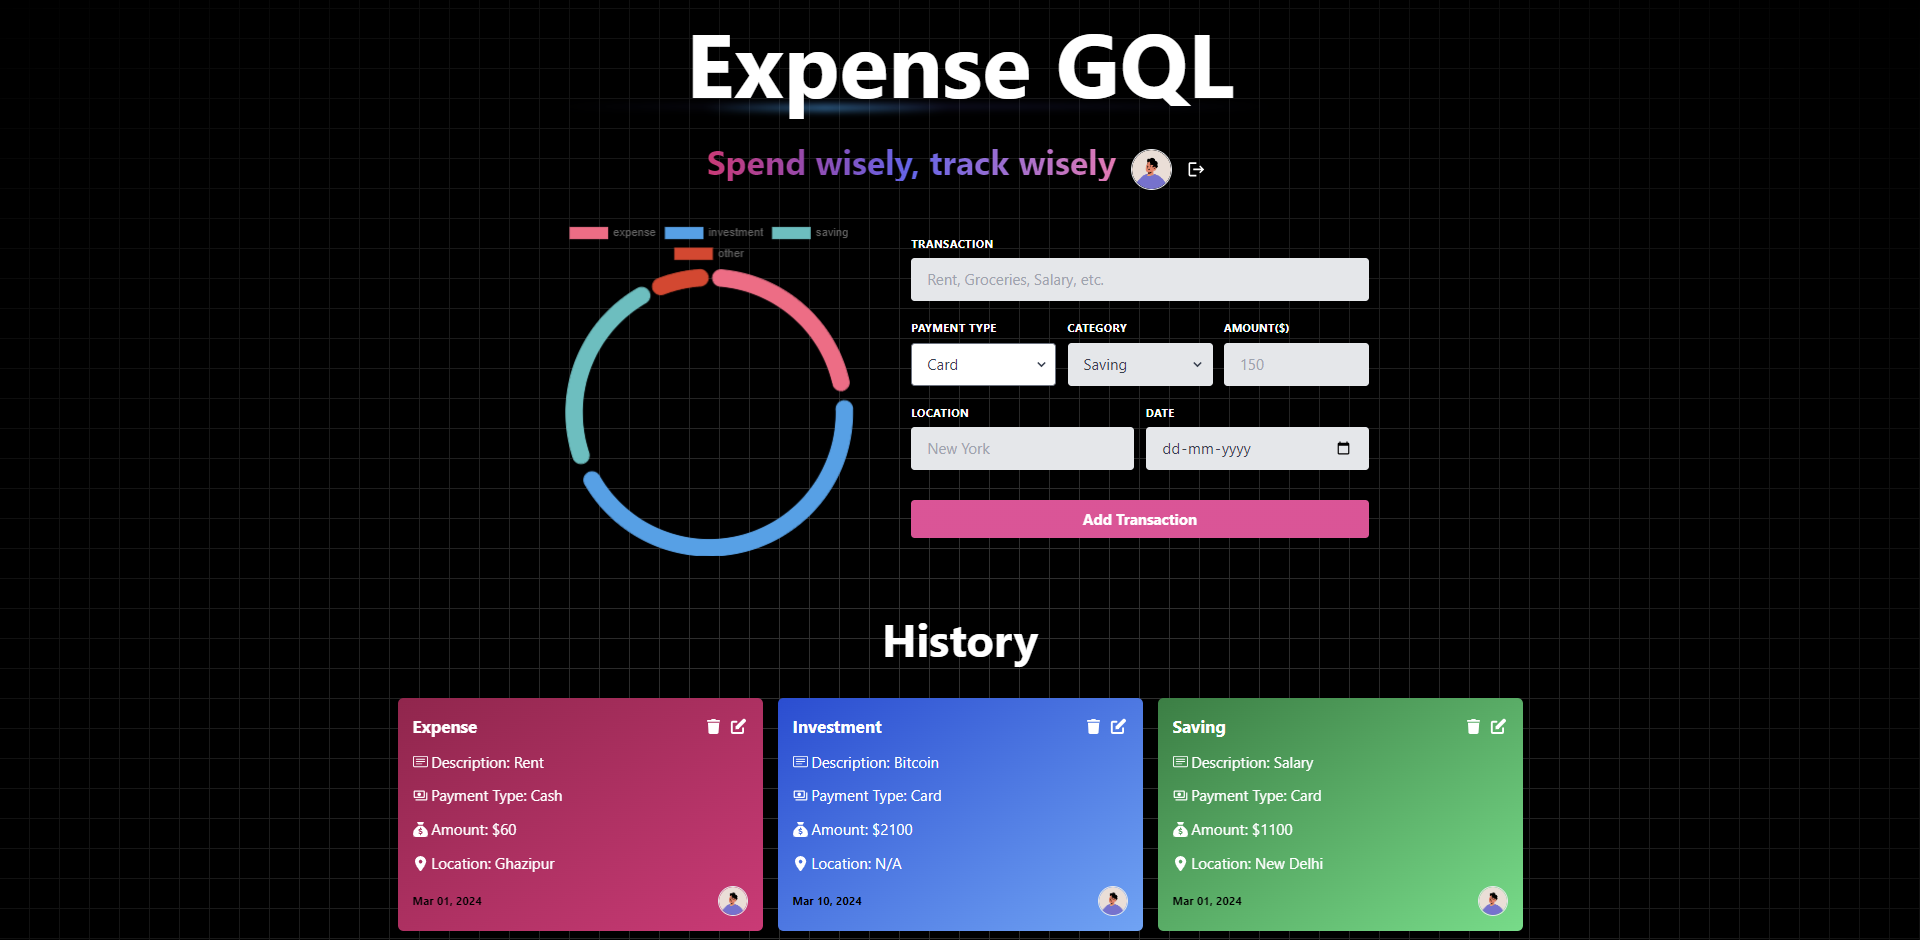 Expense GQL
Spend wisely, track wisely
expense investment saving
other
TRANSACTION
Rent, Groceries, Salary, etc.
PAYMENT TYPE CATEGORY AMOUNT($)
Card Saving 150
LOCATION DATE
New York dd-mm-yyyy
Add Transaction
History
Expense
Description: Rent
Payment Type: Cash
Amount: $60
Location: Ghazipur
Mar 01, 2024
Investment
Description: Bitcoin
Payment Type: Card
Amount: $2100
Location: N/A
Mar 10, 2024
Saving
Description: Salary
Payment Type: Card
Amount: $1100
Location: New Delhi
Mar 01, 2024